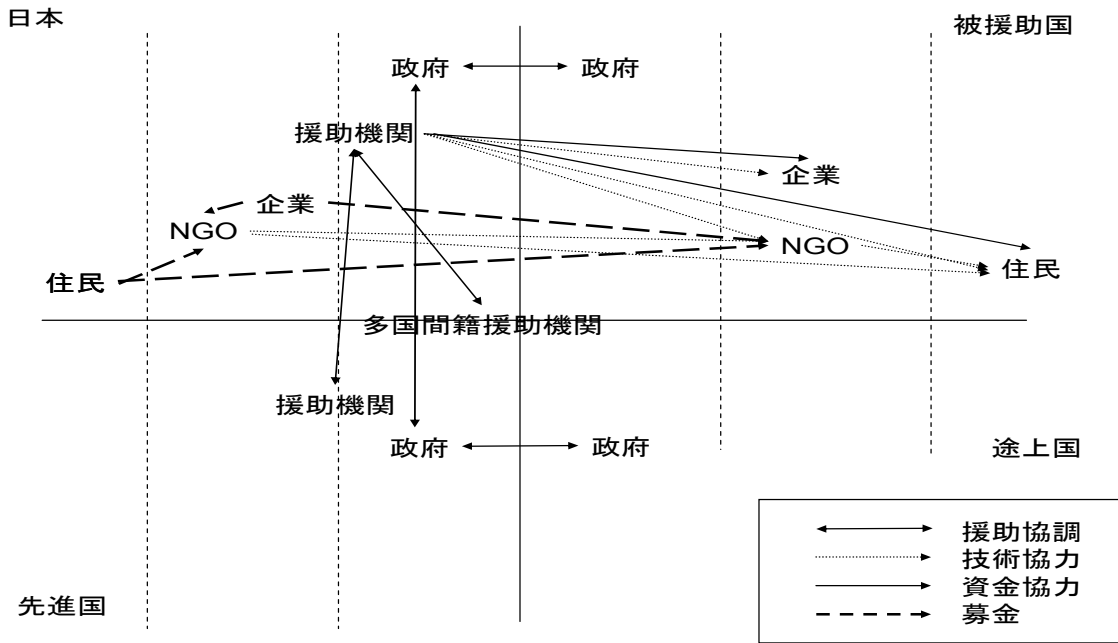 日本
被援助国
政府
政府
援助機関
企業
企業
NGO
NGO
住民
住民
多国間籍援助機関
援助機関
政府
政府
途上国
援助協調
技術協力
資金協力
募金
先進国